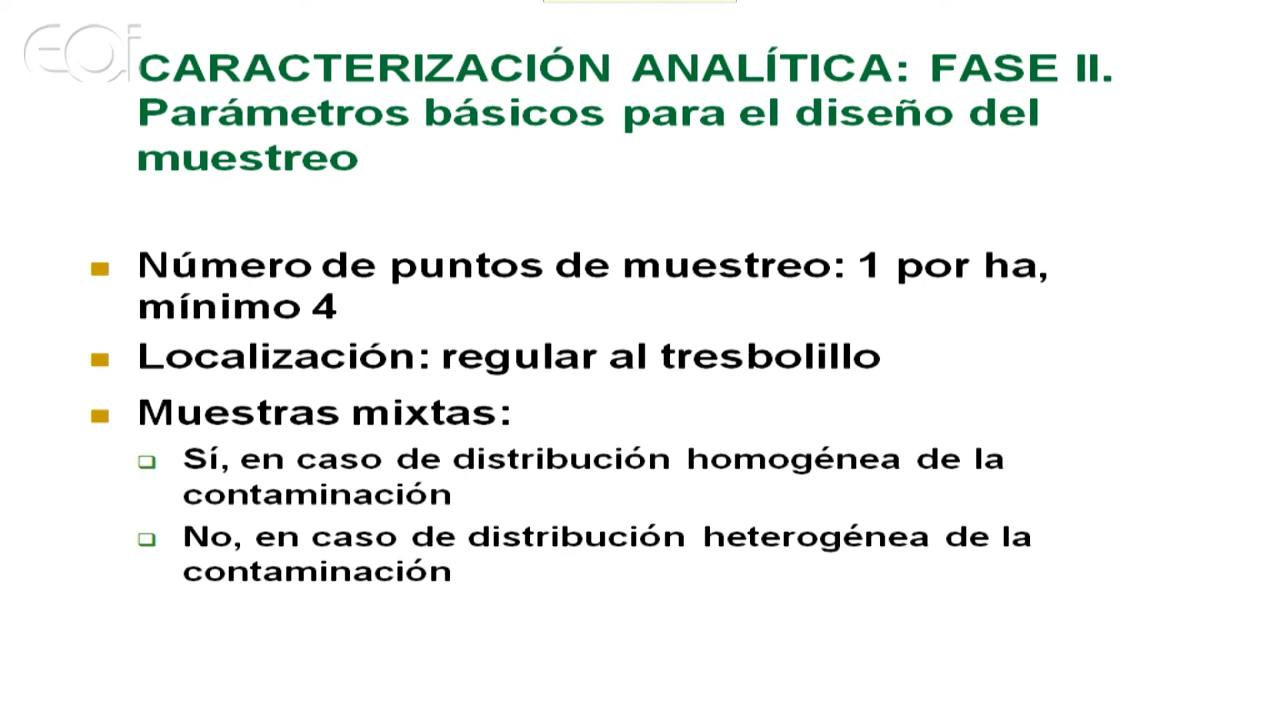 eoi
CARACTERIZACIÓN ANALÍTICA: FASE II.
Parámetros básicos para el diseño del
muestreo
Número de puntos de muestreo: 1 por ha,
mínimo 4
Localización: regular al tresbolillo
Muestras mixtas:
Sí, en caso de distribución homogénea de la
contaminación
No, en caso de distribución heterogénea de la
contaminación